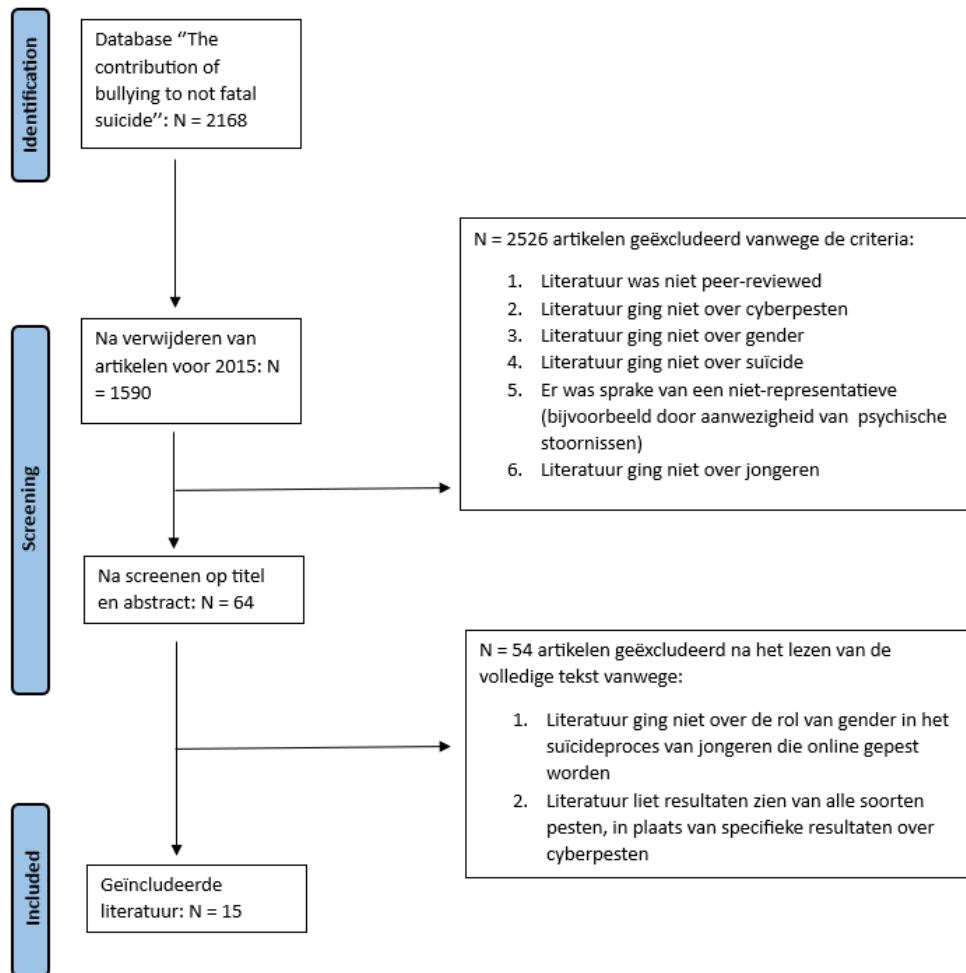 Identification
Database “The
contribution of
bullying to not fatal
suicide”: N = 2168
N = 2526 artikelen geëxcludeerd vanwege de criteria:
1. Literatuur was niet peer-reviewed
2. Literatuur ging niet over cyberpesten
3. Literatuur ging niet over gender
4. Literatuur ging niet over suïcide
5. Er was sprake van een niet-representatieve
(bijvoorbeeld door aanwezigheid van psychische
stoornissen)
6. Literatuur ging niet over jongeren
Screening
Na verwijderen van
artikelen voor 2015: N
= 1590
Na screenen op titel
en abstract: N = 64
N = 54 artikelen geëxcludeerd na het lezen van de
volledige tekst vanwege:
1. Literatuur ging niet over de rol van gender in het
suïcideproces van jongeren die online gepest
worden
2. Literatuur liet resultaten zien van alle soorten
pesten, in plaats van specifieke resultaten over
cyberpesten
Included
Geïncludeerde
literatuur: N = 15